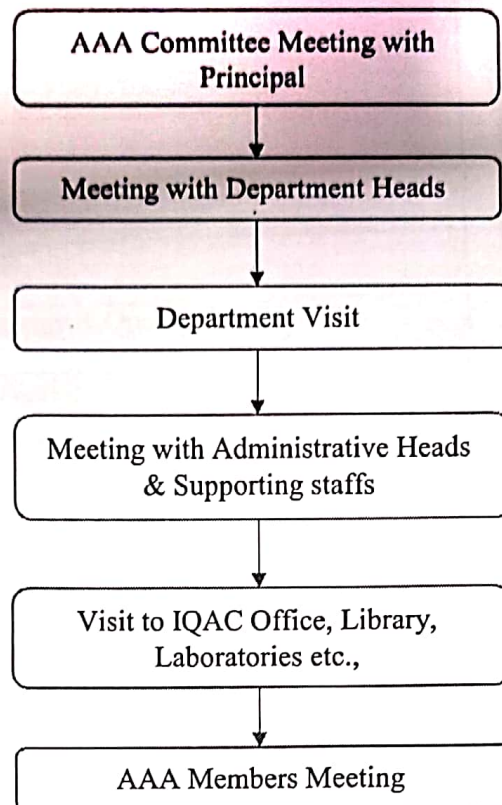 AAA Committee Meeting with
Principal
Meeting with Department Heads
Department Visit
Meeting with Administrative Heads
& Supporting staffs
Visit to IQAC Office, Library,
Laboratories etc.,
AAA Members Meeting